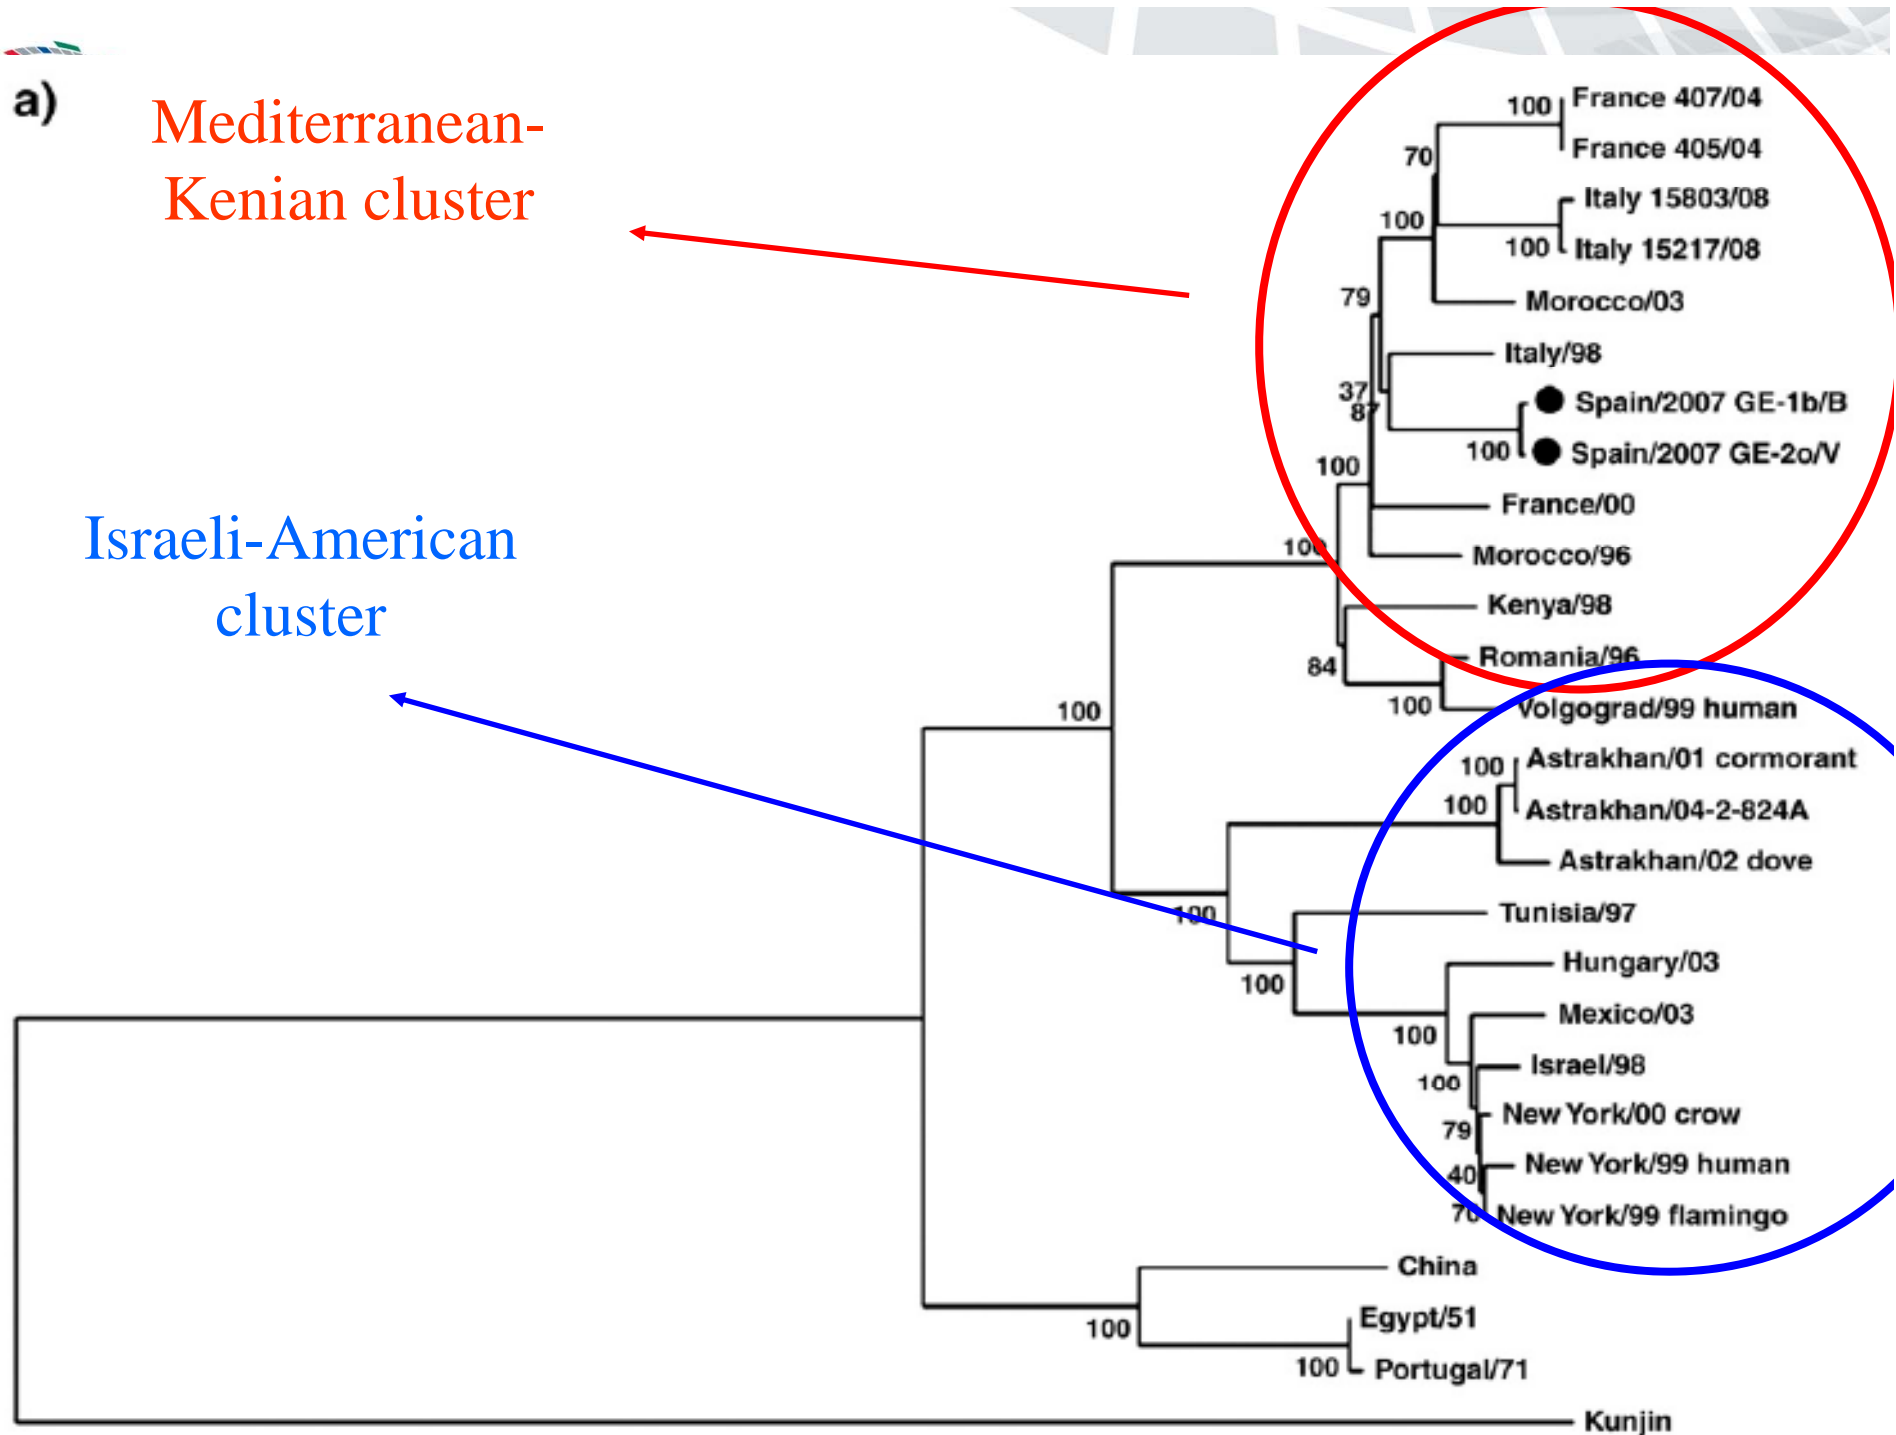 a)
Mediterranean-
Kenian cluster
Israeli-American
cluster
100
France 407/04
France 405/04
70
Italy 15803/08
100
100
Italy 15217/08
79
Morocco/03
Italy/98
37
87
Spain/2007 GE-1b/B
100
Spain/2007 GE-2o/V
100
France/00
100
Morocco/96
Kenya/98
84
Romania/96
100
100
Volgograd/99 human
100
Astrakhan/01 cormorant
100
Astrakhan/04-2-824A
Astrakhan/02 dove
100
Tunisia/97
100
Hungary/03
100
Mexico/03
100
Israel/98
79
New York/00 crow
40
New York/99 human
70
New York/99 flamingo
China
100
Egypt/51
100
Portugal/71
Kunjin